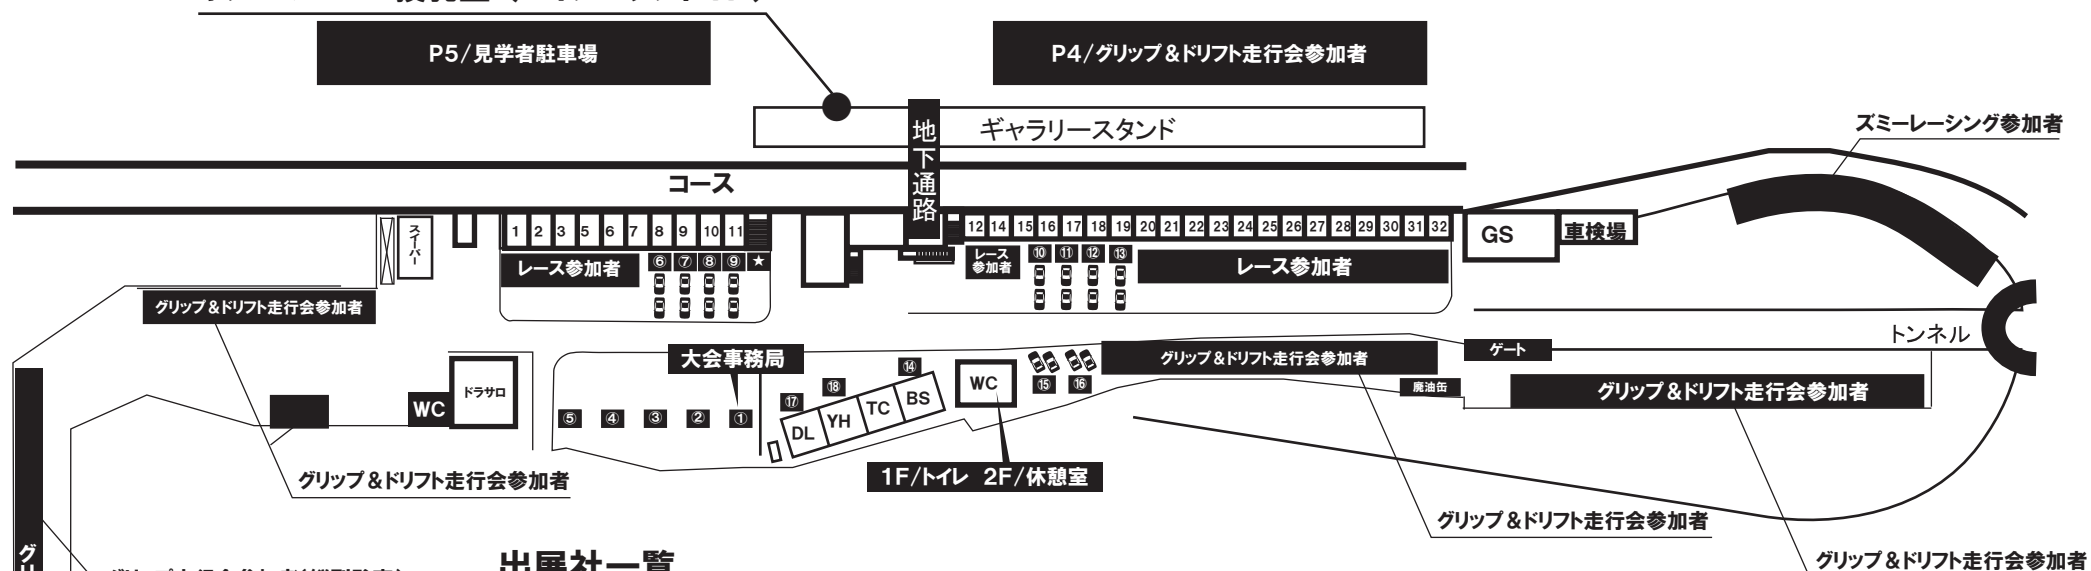 P5/見学者駐車場
P4/グリップ&ドリフト走行会参加者
地下通路
ギャラリースタンド
ズミーレーシング参加者
コース
スイーパー
1 2 3 5 6 7 8 9 10 11
12 14 15 16 17 18 19 20 21 22 23 24 25 26 27 28 29 30 31 32
GS
車検場
レース参加者
⑥ ⑦ ⑧ ⑨ ★
レース
参加者
⑩ ⑪ ⑫ ⑬
レース参加者
グリップ&ドリフト走行会参加者
トンネル
大会事務局
ゲート
グリップ&ドリフト走行会参加者
⑭
WC
⑮ ⑯
廃油缶
グリップ&ドリフト走行会参加者
ドラサロ
WC
⑤ ④ ③ ② ①
⑰ ⑱
DL YH TC BS
1F/トイレ 2F/休憩室
グリップ&ドリフト走行会参加者
グリップ&ドリフト走行会参加者
グリップ&ドリフト走行会参加者
出展社一覧